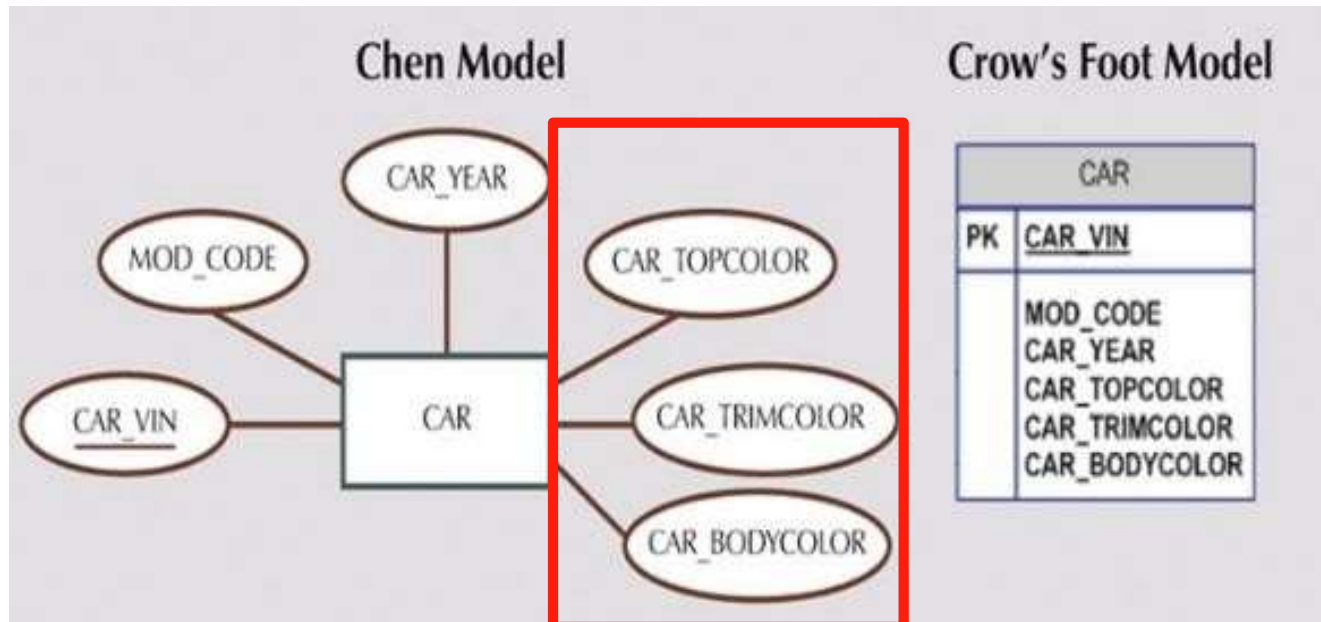 Chen Model
CAR_YEAR
MOD_CODE
CAR_TOPCOLOR
CAR_VIN
CAR
CAR_TRIMCOLOR
CAR_BODYCOLOR
Crow's Foot Model
CAR
PK CAR_VIN
MOD_CODE
CAR_YEAR
CAR_TOPCOLOR
CAR_TRIMCOLOR
CAR_BODYCOLOR